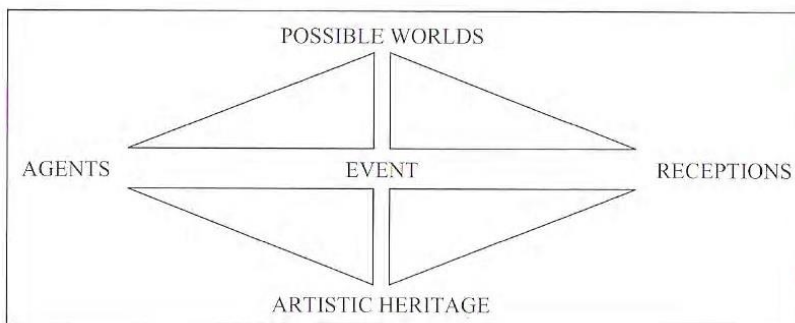 POSSIBLE WORLDS
AGENTS EVENT RECEPTIONS
ARTISTIC HERITAGE